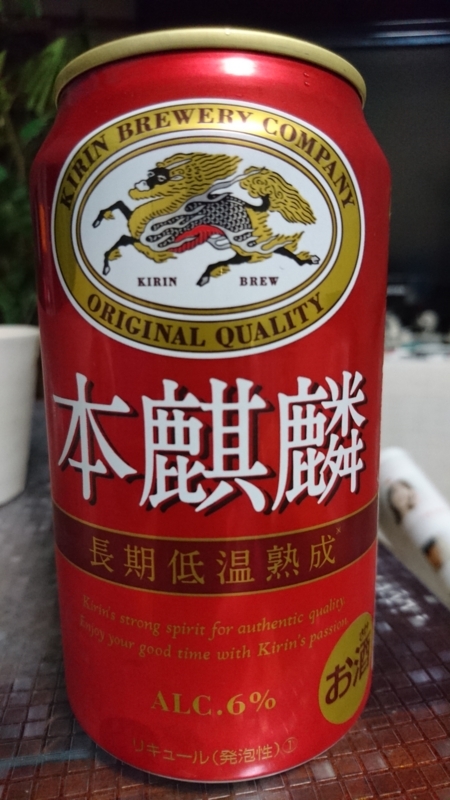 KIRIN BREWERY COMPANY
KIRIN BREW
ORIGINAL QUALITY
本麒麟
長期低温熟成※
Kirin's strong spirit for authentic quality.
Enjoy your good time with Kirin's passion.
お酒
ALC.6%
リキュール(発泡性)①